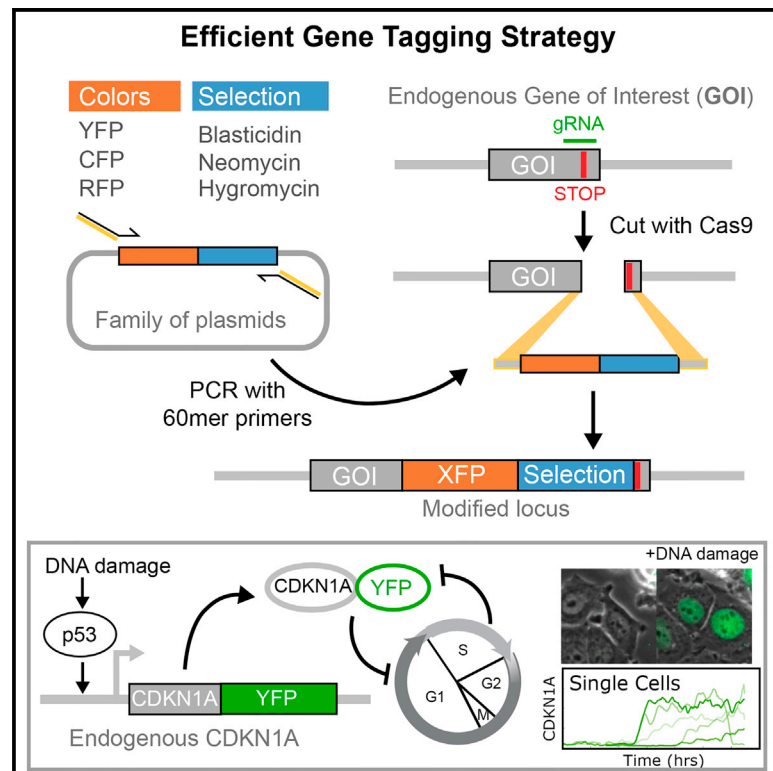 Efficient Gene Tagging Strategy
Colors
Selection
YFP
CFP
RFP
Blasticidin
Neomycin
Hygromycin
Family of plasmids
PCR with
60mer primers
Endogenous Gene of Interest (GOI)
gRNA
GOI
STOP
Cut with Cas9
GOI
GOI
XFP
Selection
Modified locus
DNA damage
p53
CDKN1A
YFP
Endogenous CDKN1A
CDKN1A
YFP
S
G1
G2
M
+DNA damage
CDKN1A
Single Cells
Time (hrs)